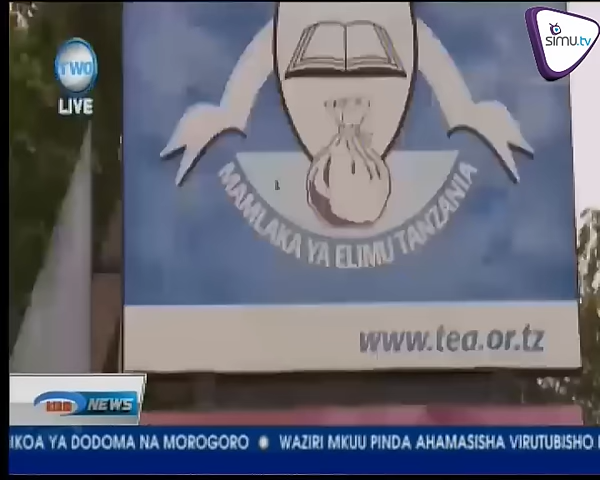 TWO
LIVE
SIMU.tv
MAMLAKA YA ELIMU TANZANIA
www.tea.or.tz
NEWS
IKOA YA DODOMA NA MOROGORO ● WAZIRI MKUU PINDA AHAMASISHA VIRUTUBISHO